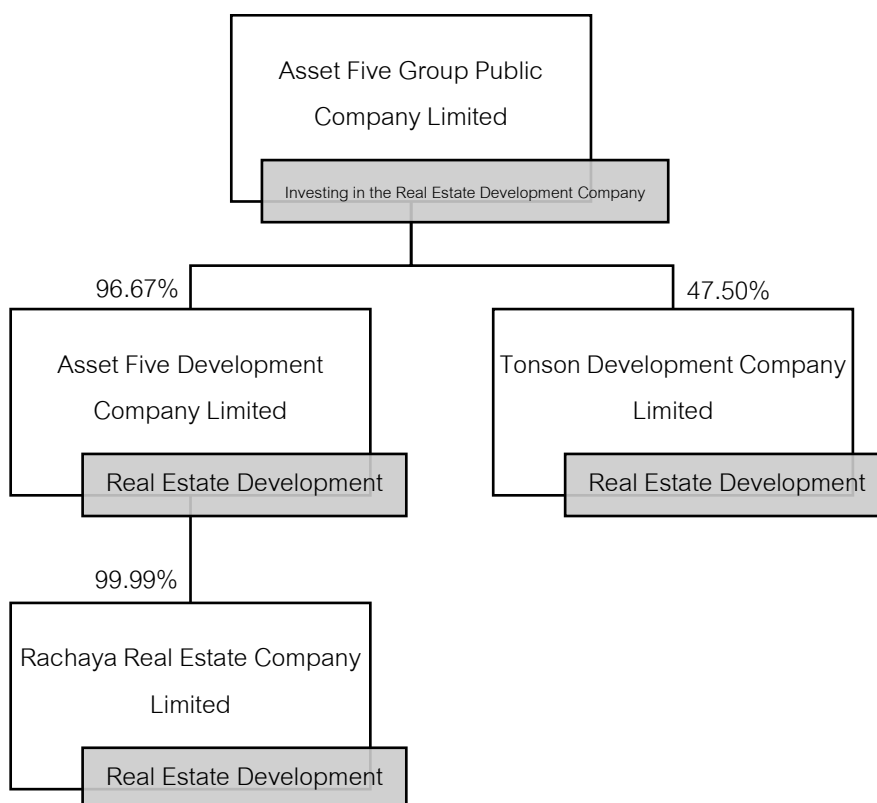 Asset Five Group Public
Company Limited
Investing in the Real Estate Development Company
96.67%
47.50%
Asset Five Development
Company Limited
Real Estate Development
Tonson Development Company
Limited
Real Estate Development
99.99%
Rachaya Real Estate Company
Limited
Real Estate Development